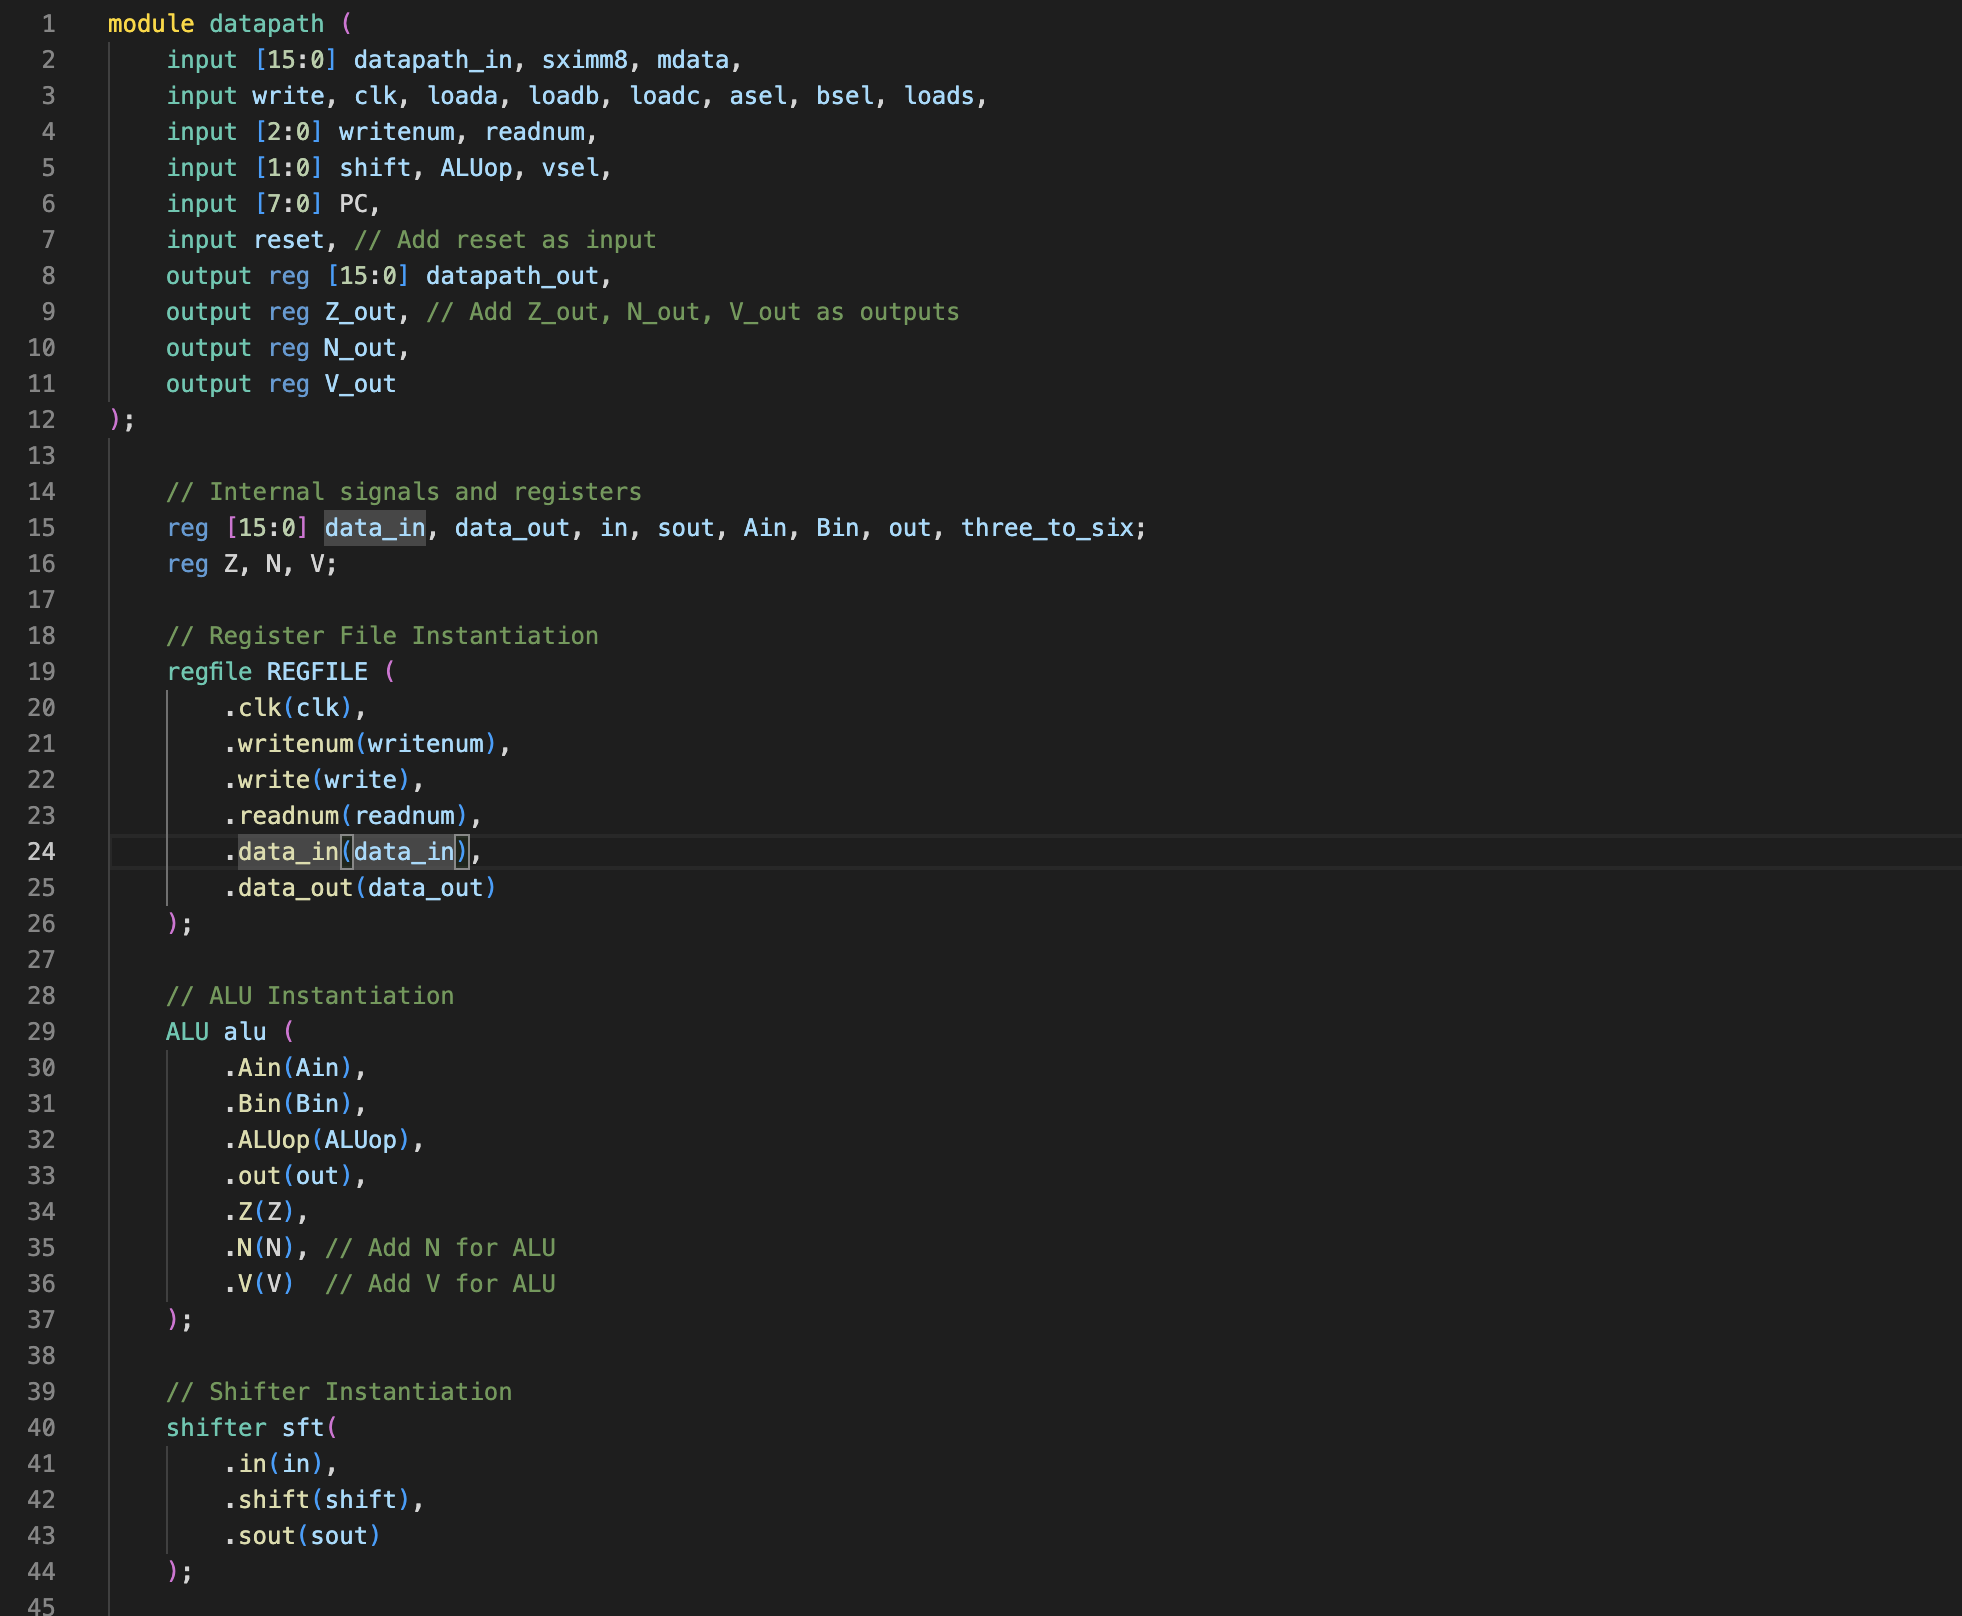 1 module datapath (
2 input [15:0] datapath_in, sximm8, mdata,
3 input write, clk, loada, loadb, loadc, asel, bsel, loads,
4 input [2:0] writenum, readnum,
5 input [1:0] shift, ALUop, vsel,
6 input [7:0] PC,
7 input reset, // Add reset as input
8 output reg [15:0] datapath_out,
9 output reg Z_out, // Add Z_out, N_out, V_out as outputs
10 output reg N_out,
11 output reg V_out
12 );
13
14 // Internal signals and registers
15 reg [15:0] data_in, data_out, in, sout, Ain, Bin, out, three_to_six;
16 reg Z, N, V;
17
18 // Register File Instantiation
19 regfile REGFILE (
20 .clk(clk),
21 .writenum(writenum),
22 .write(write),
23 .readnum(readnum),
24 .data_in(data_in),
25 .data_out(data_out)
26 );
27
28 // ALU Instantiation
29 ALU alu (
30 .Ain(Ain),
31 .Bin(Bin),
32 .ALUop(ALUop),
33 .out(out),
34 .Z(Z),
35 .N(N), // Add N for ALU
36 .V(V)  // Add V for ALU
37 );
38
39 // Shifter Instantiation
40 shifter sft(
41 .in(in),
42 .shift(shift),
43 .sout(sout)
44 );
45